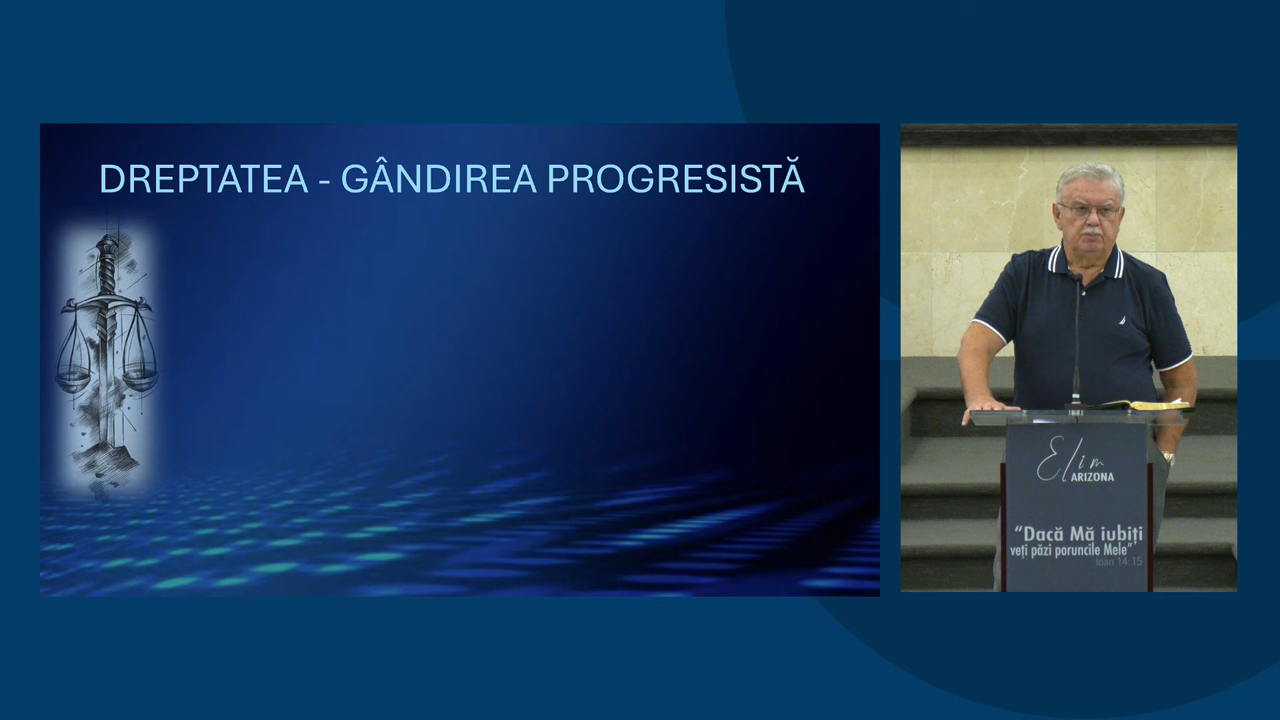 DREPTATEA - GÂNDIREA PROGRESISTĂ
Elim
ARIZONA
“Dacă Mă iubiți
veți păzi poruncile Mele”
Ioan 14:15